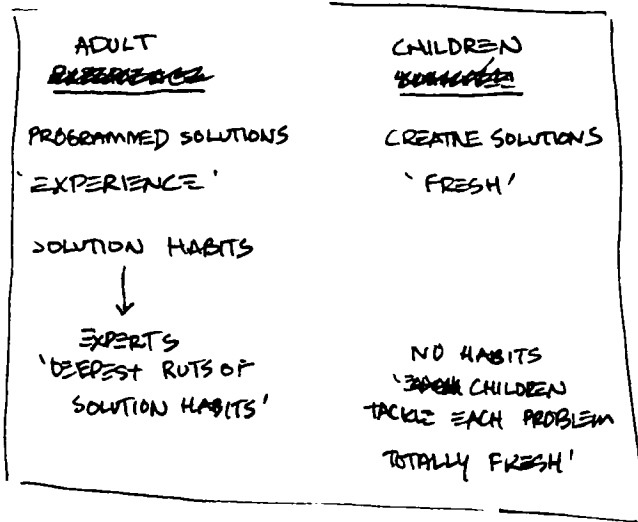 ADULT
PROGRAMMED SOLUTIONS
'EXPERIENCE'
SOLUTION HABITS
EXPERTS
'DEEPEST RUTS OF
SOLUTION HABITS'
CHILDREN
CREATIVE SOLUTIONS
'FRESH'
NO HABITS
' CHILDREN
TACKLE EACH PROBLEM
TOTALLY FRESH'